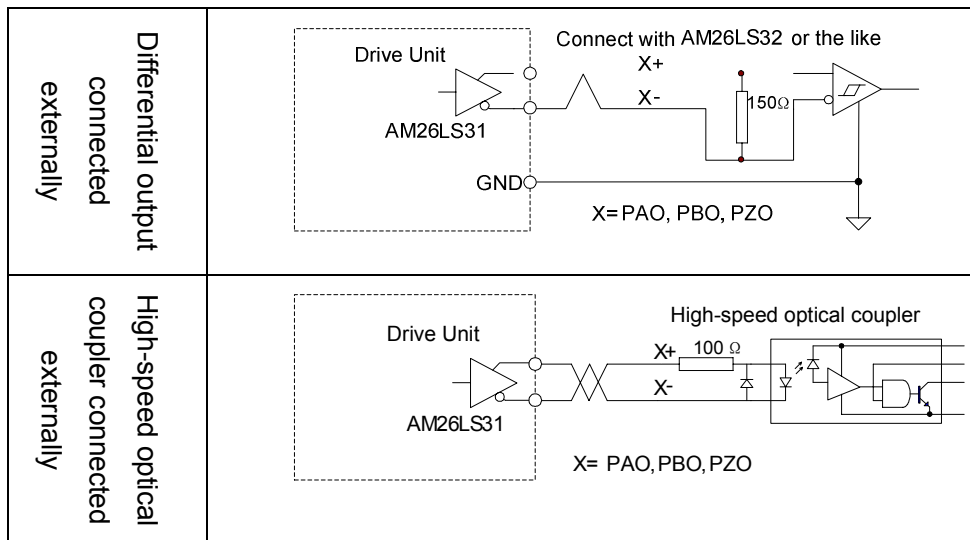 Differential output
connected
externally
Drive Unit
AM26LS31
GND
Connect with AM26LS32 or the like
X+
X-
150Ω
X=PAO, PBO, PZO
High-speed optical
coupler connected
externally
Drive Unit
AM26LS31
High-speed optical coupler
X+
100 Ω
X-
X= PAO,PBO,PZO